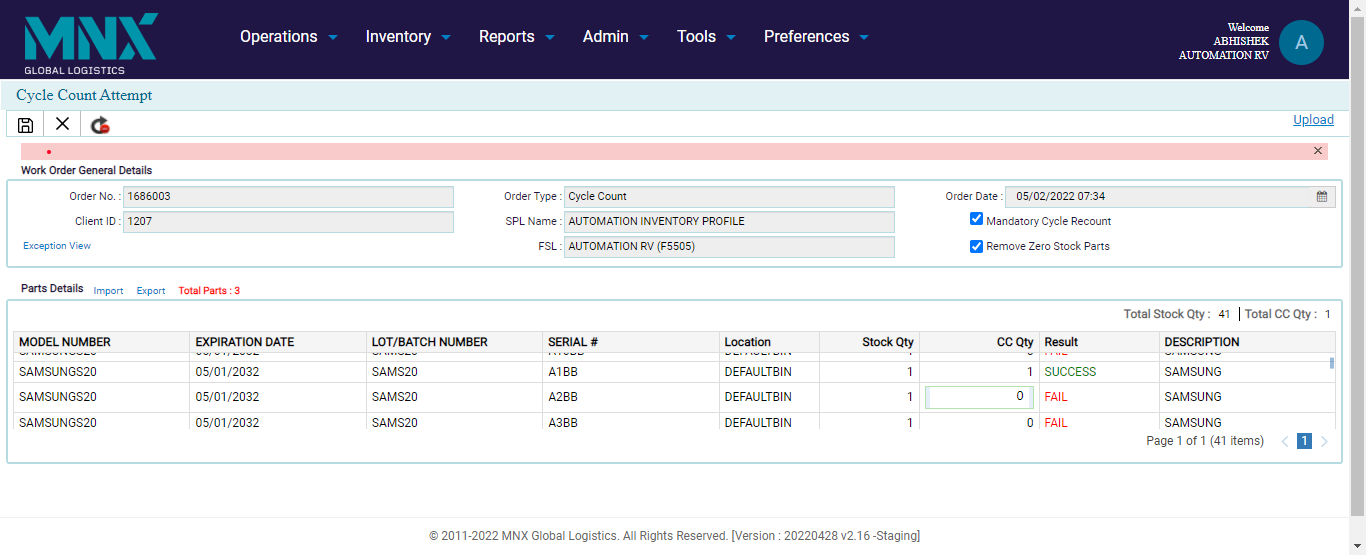 MNX
GLOBAL LOGISTICS
Operations Inventory Reports Admin Tools Preferences
Welcome
ABHISHEK
AUTOMATION RV
A
Cycle Count Attempt
Upload
Work Order General Details
Order No. : 1686003 Order Type : Cycle Count Order Date : 05/02/2022 07:34
Client ID : 1207 SPL Name : AUTOMATION INVENTORY PROFILE Mandatory Cycle Recount
Exception View FSL : AUTOMATION RV (F5505) Remove Zero Stock Parts
Parts Details Import Export Total Parts : 3
Total Stock Qty : 41 Total CC Qty : 1
MODEL NUMBER EXPIRATION DATE LOT/BATCH NUMBER SERIAL # Location Stock Qty CC Qty Result DESCRIPTION
SAMSUNGS20 05/01/2032 SAMS20 A1BB DEFAULTBIN 1 1 SUCCESS SAMSUNG
SAMSUNGS20 05/01/2032 SAMS20 A2BB DEFAULTBIN 1 0 FAIL SAMSUNG
SAMSUNGS20 05/01/2032 SAMS20 A3BB DEFAULTBIN 1 0 FAIL SAMSUNG
Page 1 of 1 (41 items) 1
© 2011-2022 MNX Global Logistics. All Rights Reserved. [Version : 20220428 v2.16 -Staging]